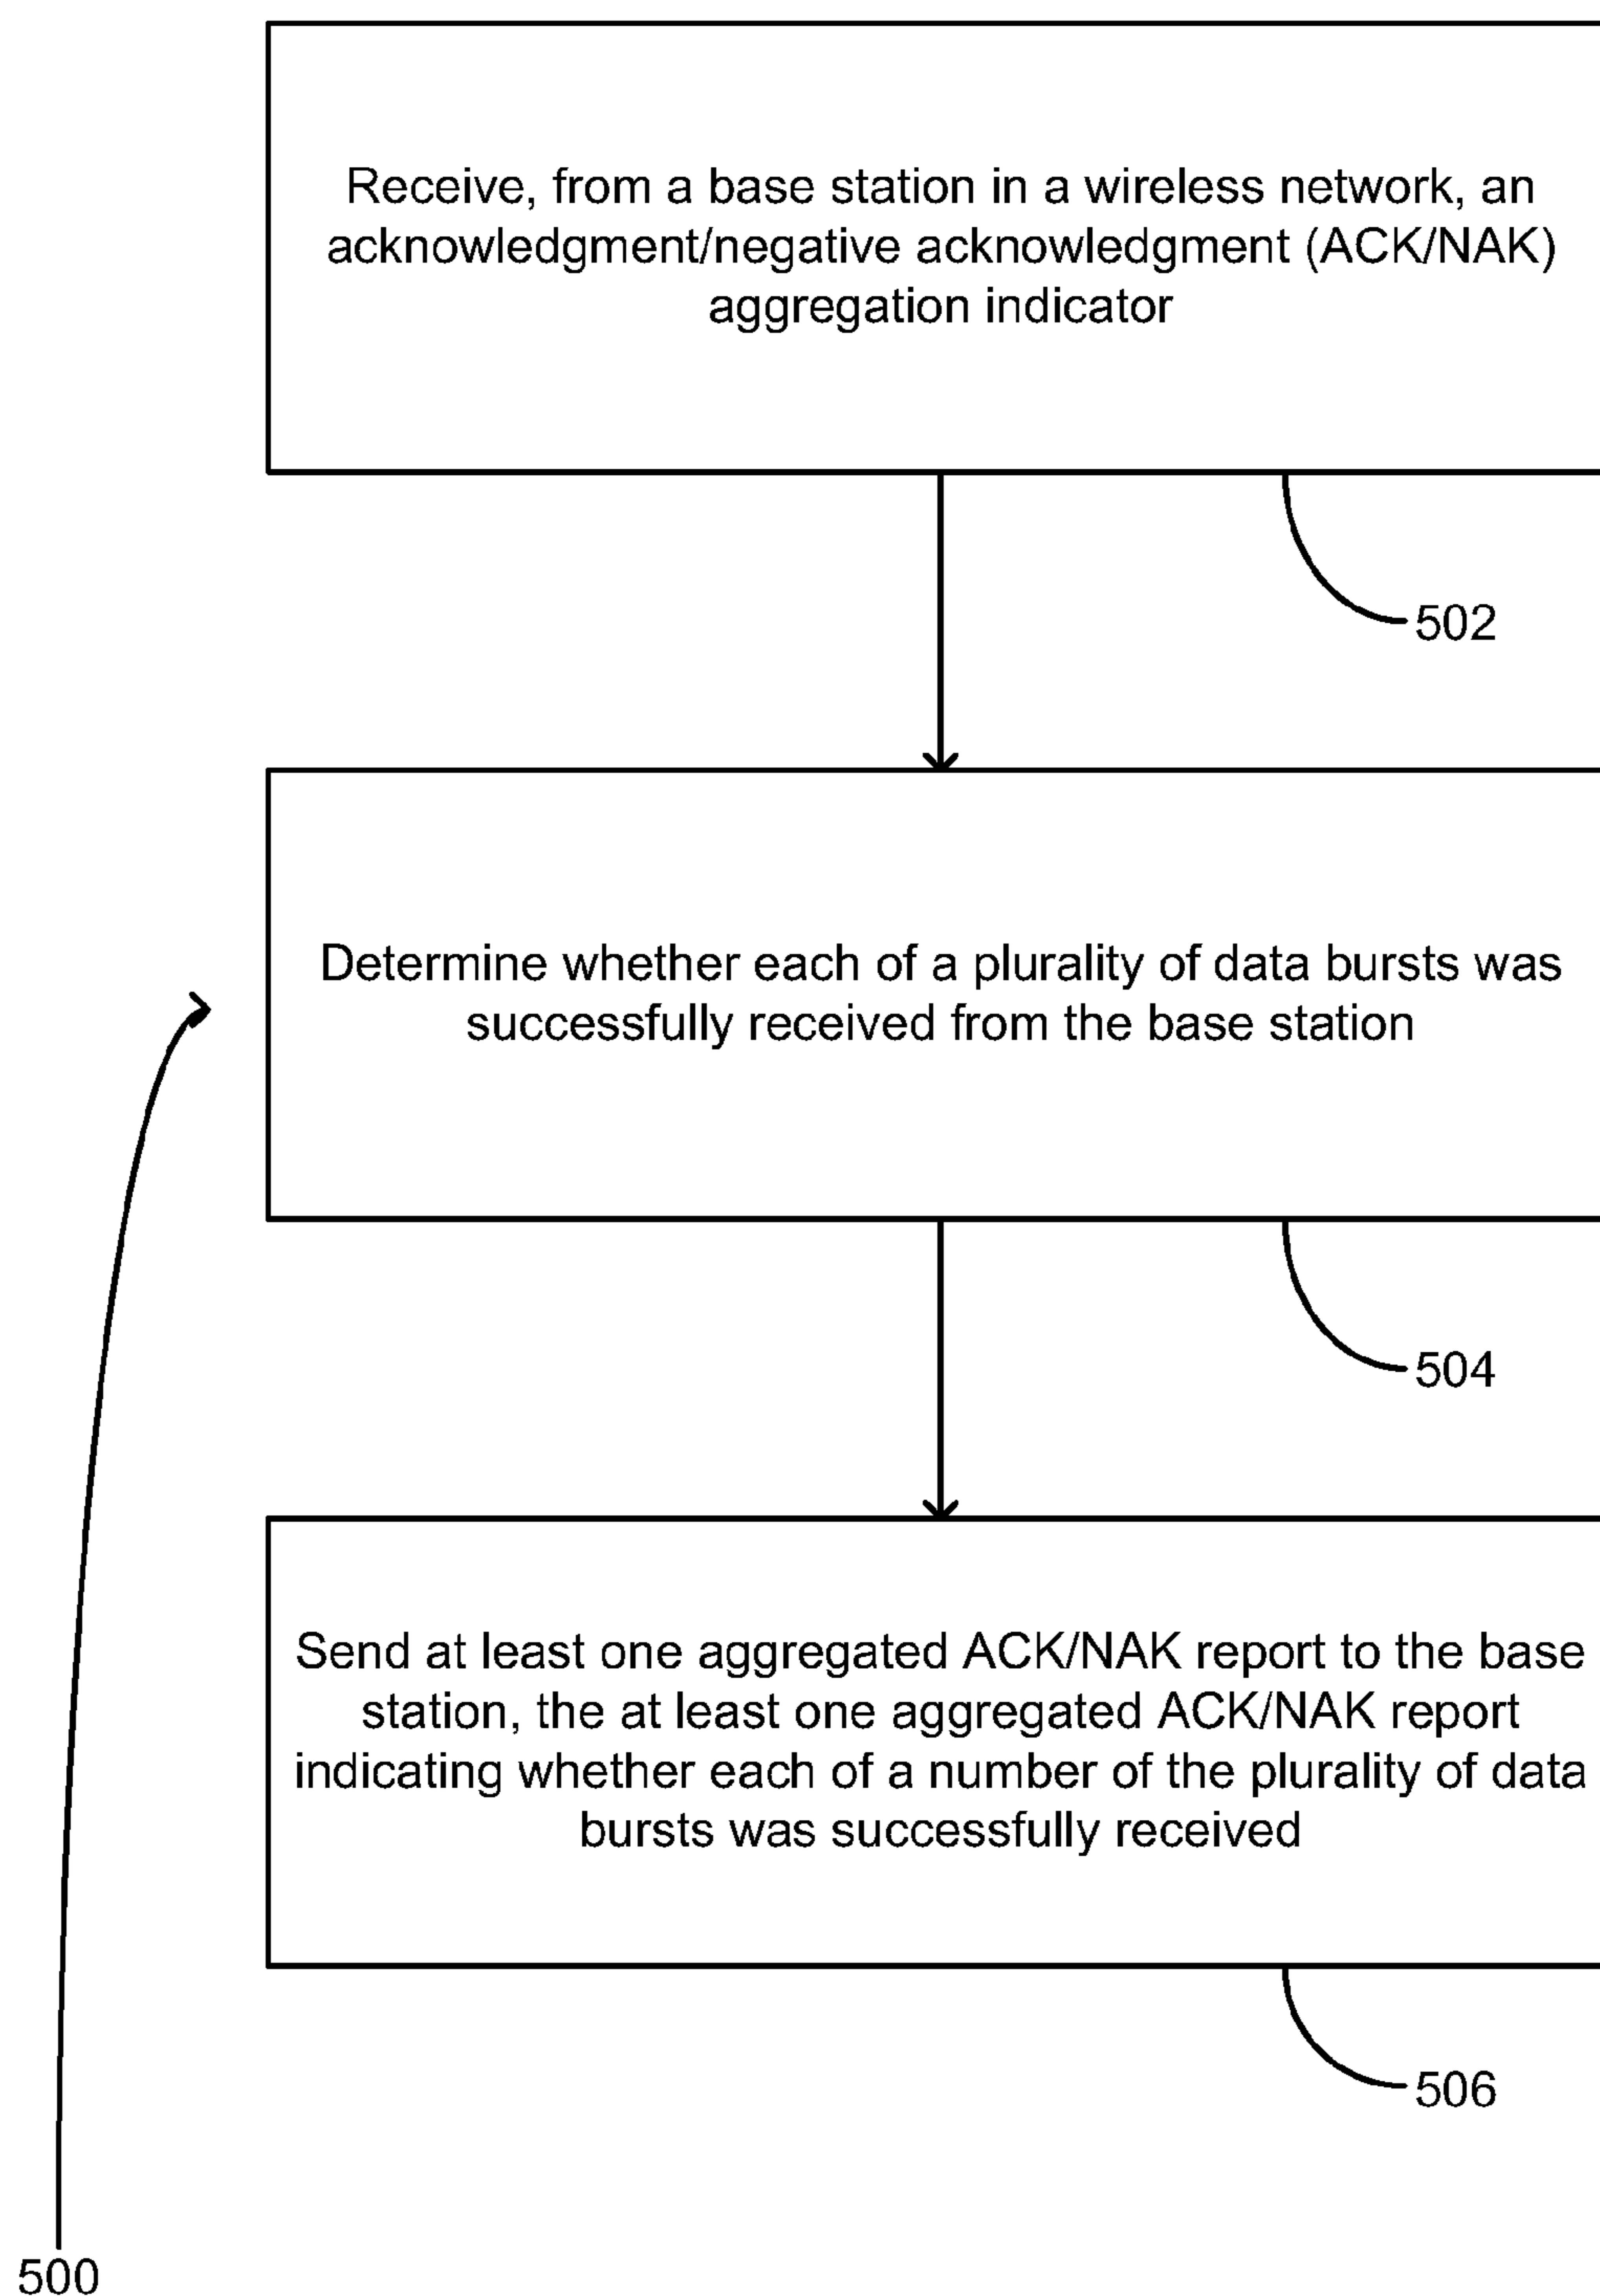 Receive, from a base station in a wireless network, an
acknowledgment/negative acknowledgment (ACK/NAK)
aggregation indicator
502
Determine whether each of a plurality of data bursts was
successfully received from the base station
504
Send at least one aggregated ACK/NAK report to the base
station, the at least one aggregated ACK/NAK report
indicating whether each of a number of the plurality of data
bursts was successfully received
506
500